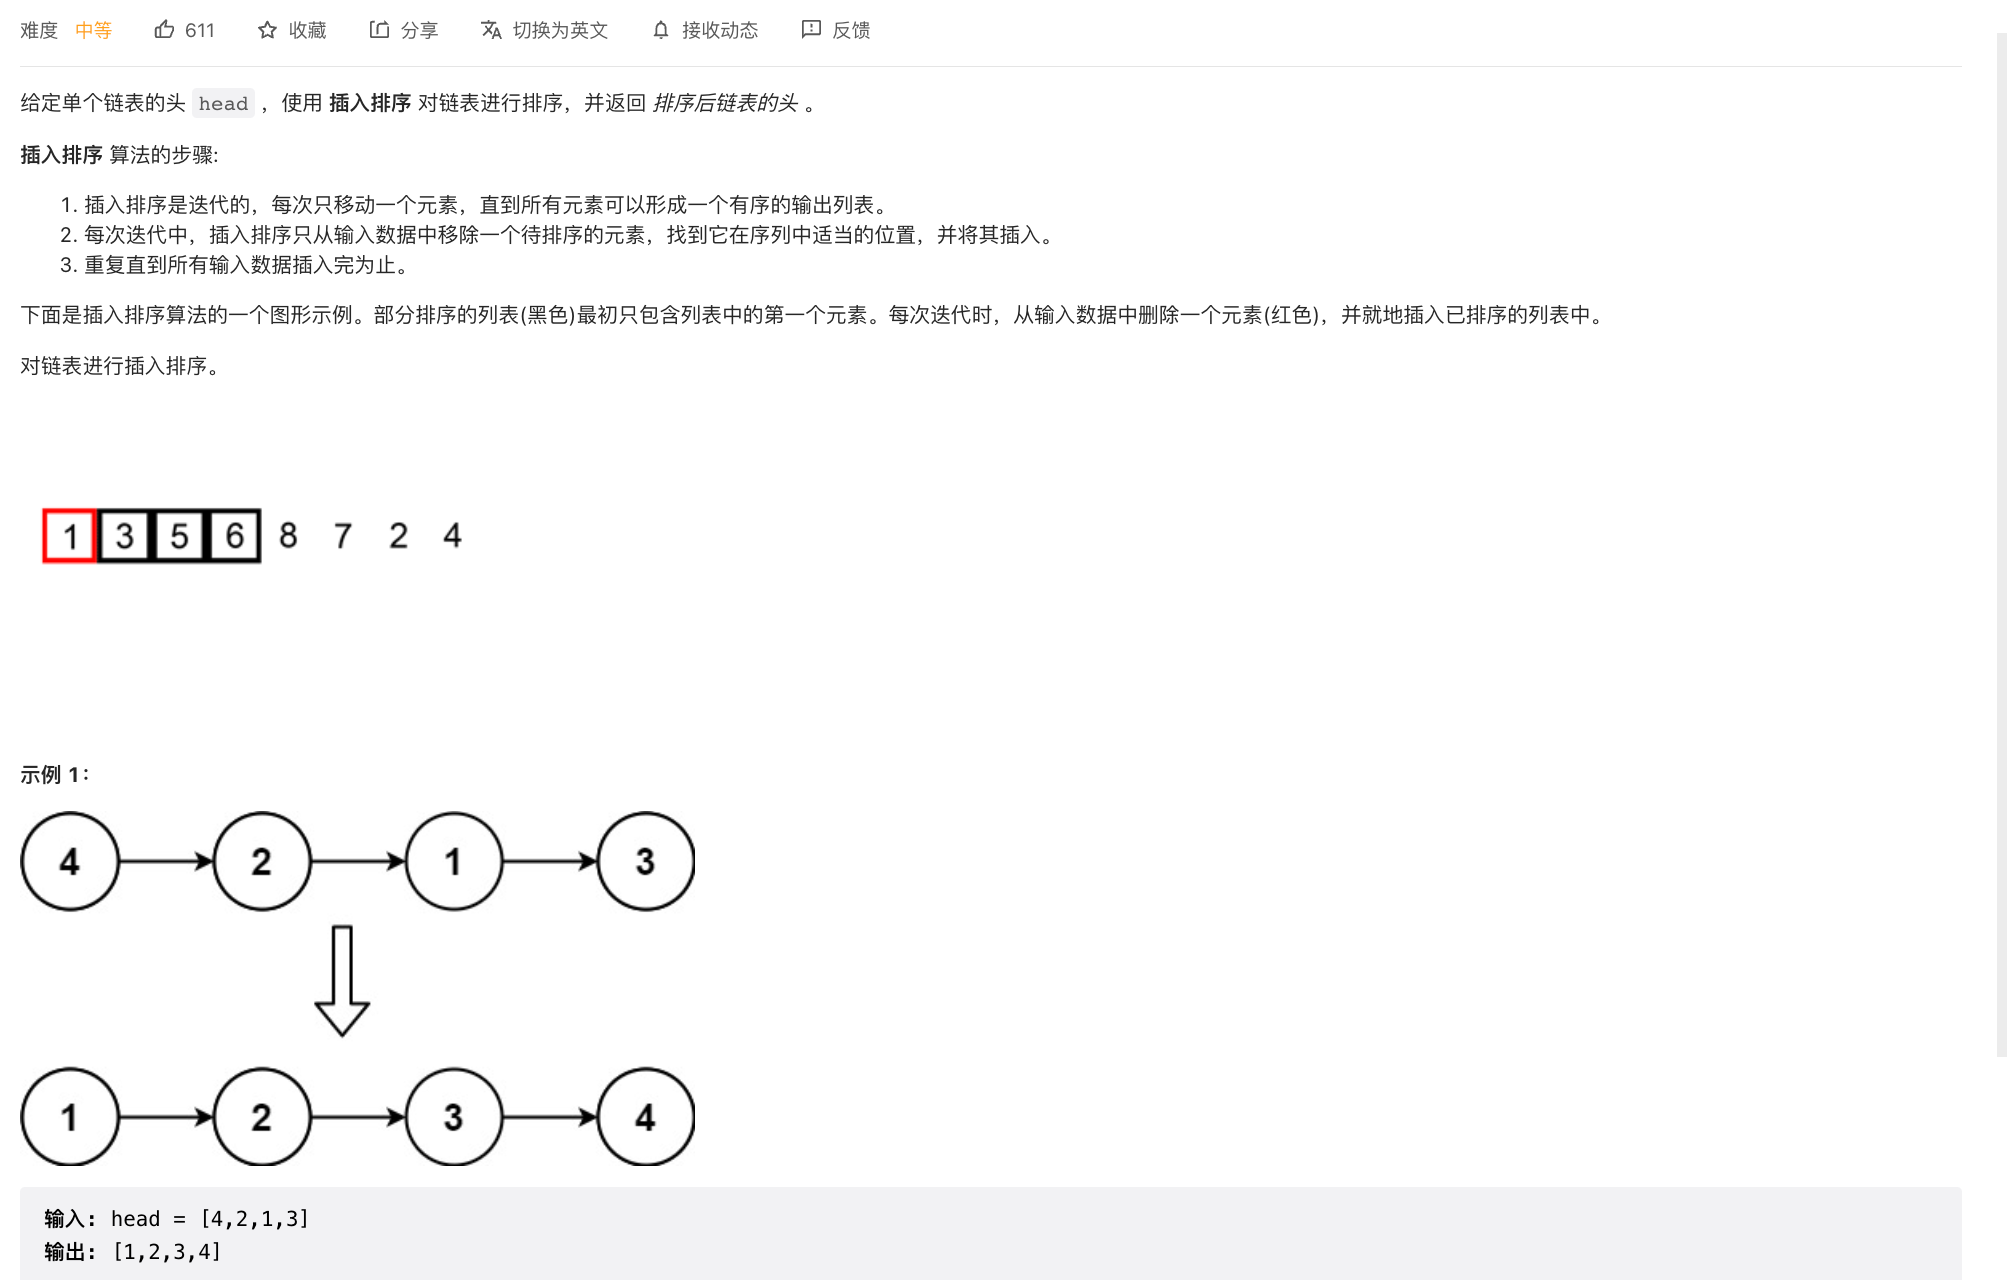 难度 中等 611 收藏 分享 切换为英文 接收动态 反馈
给定单个链表的头 head ，使用 插入排序 对链表进行排序，并返回 排序后链表的头 。
插入排序 算法的步骤:
1. 插入排序是迭代的，每次只移动一个元素，直到所有元素可以形成一个有序的输出列表。
2. 每次迭代中，插入排序只从输入数据中移除一个待排序的元素，找到它在序列中适当的位置，并将其插入。
3. 重复直到所有输入数据插入完为止。
下面是插入排序算法的一个图形示例。部分排序的列表(黑色)最初只包含列表中的第一个元素。每次迭代时，从输入数据中删除一个元素(红色)，并就地插入已排序的列表中。
对链表进行插入排序。
1 3 5 6 8 7 2 4
示例 1：
4 2 1 3
1 2 3 4
输入: head = [4,2,1,3]
输出: [1,2,3,4]